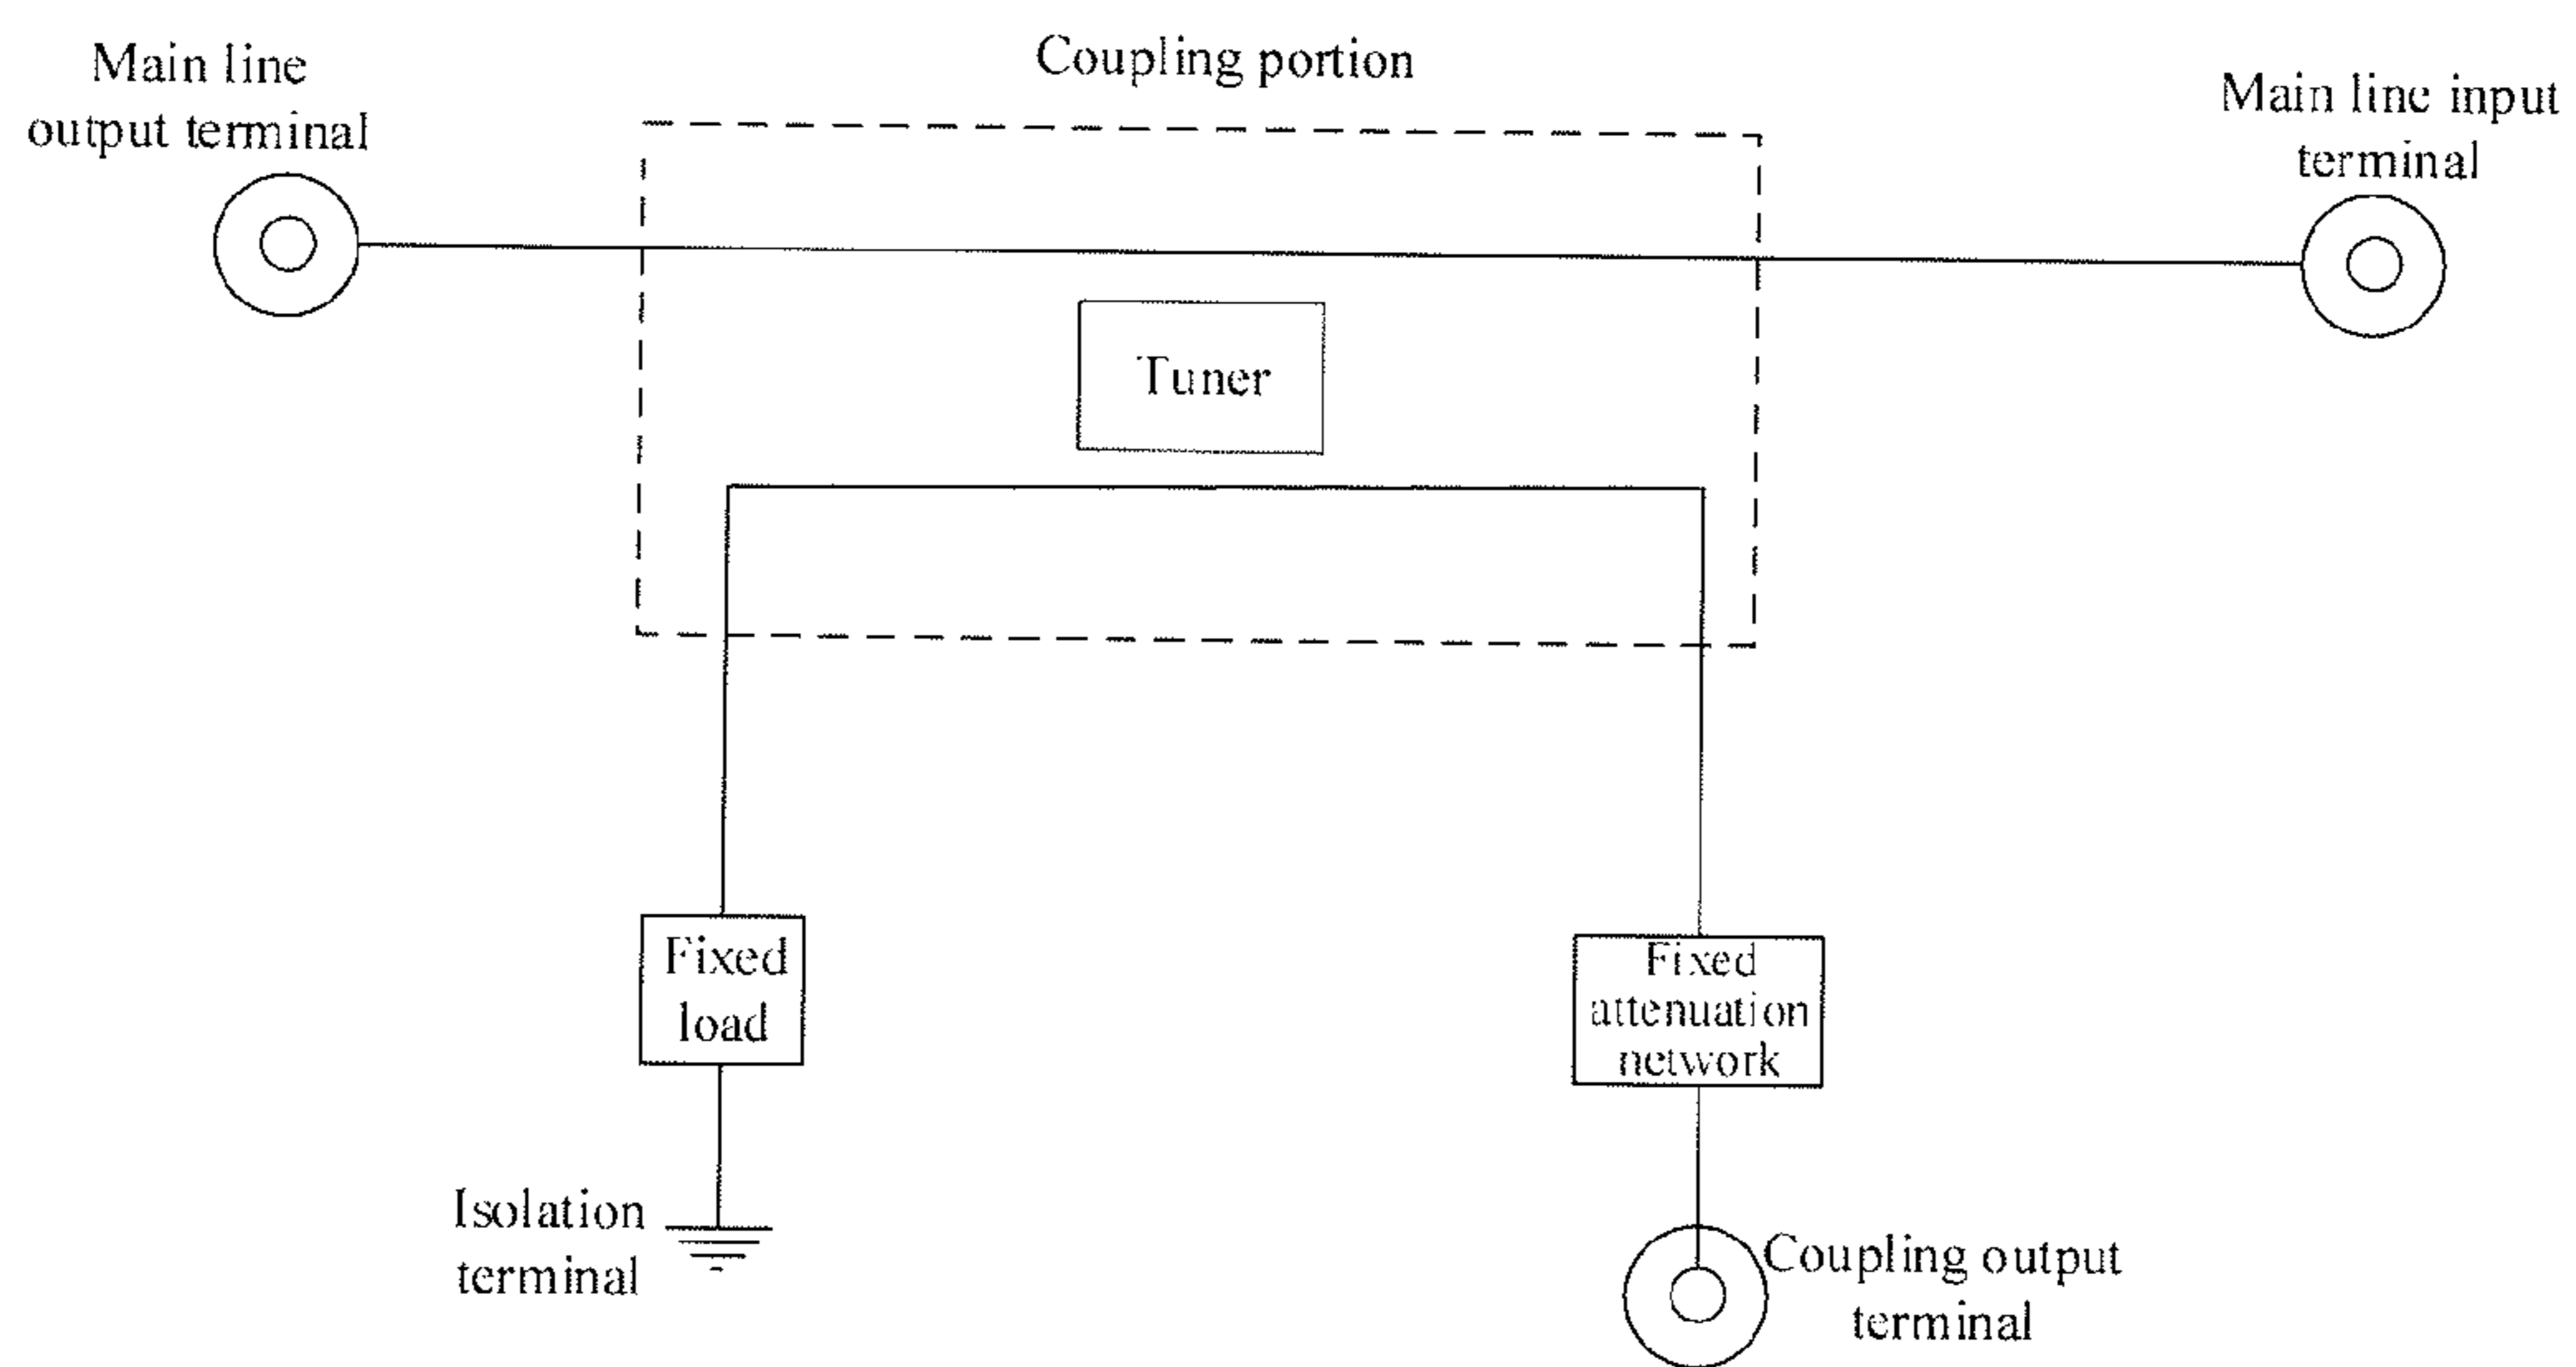 Main line
output terminal
Coupling portion
Main line input
terminal
Tuner
Fixed
load
Fixed
attenuation
network
Isolation
terminal
Coupling output
terminal